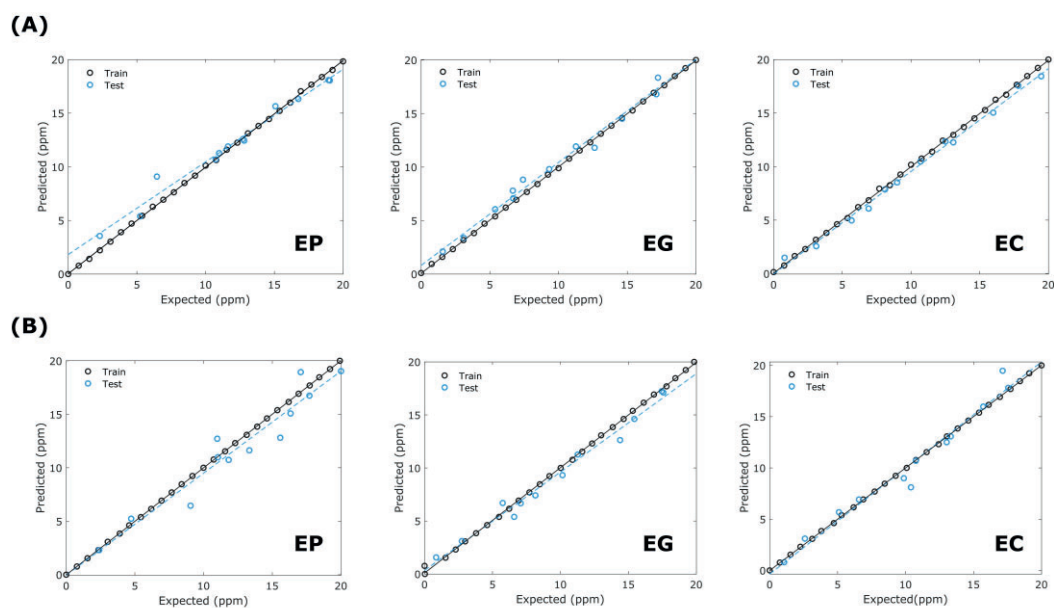 (A)
20
15
10
5
0
Predicted (ppm)
Train
Test
EP
0 5 10 15 20
Expected (ppm)
20
15
10
5
0
Predicted (ppm)
Train
Test
EG
0 5 10 15 20
Expected (ppm)
20
15
10
5
0
Predicted (ppm)
Train
Test
EC
0 5 10 15 20
Expected (ppm)
(B)
20
15
10
5
0
Predicted (ppm)
Train
Test
EP
0 5 10 15 20
Expected (ppm)
20
15
10
5
0
Predicted (ppm)
Train
Test
EG
0 5 10 15 20
Expected (ppm)
20
15
10
5
0
Predicted (ppm)
Train
Test
EC
0 5 10 15 20
Expected(ppm)